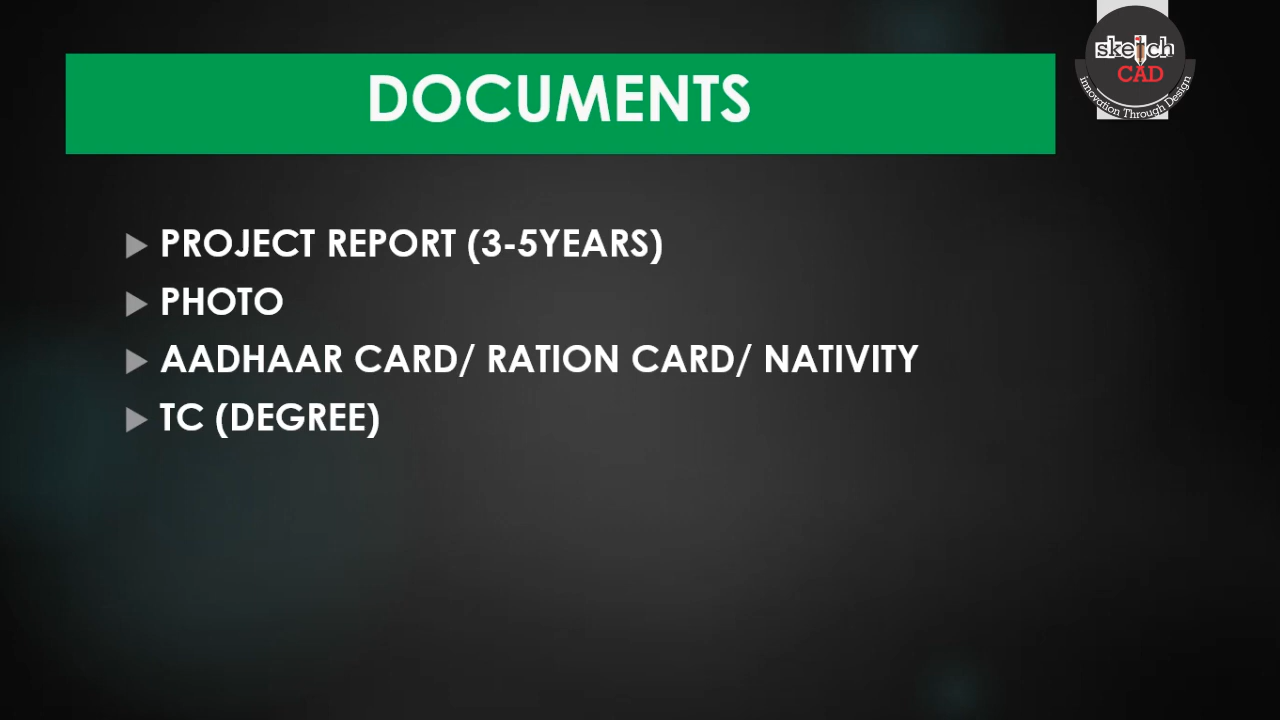 sketch
CAD
innovation Through Design
DOCUMENTS
PROJECT REPORT (3-5YEARS)
PHOTO
AADHAAR CARD/ RATION CARD/ NATIVITY
TC (DEGREE)